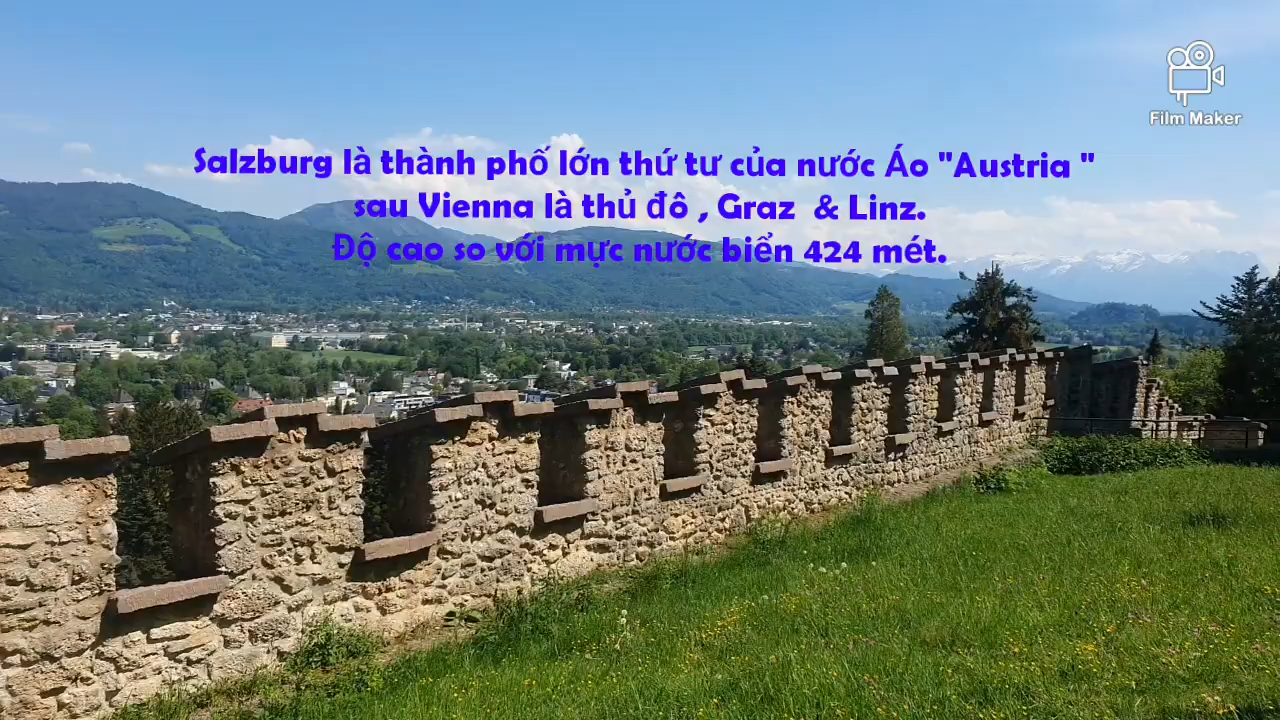 Film Maker
Salzburg là thành phố lớn thứ tư của nước Áo "Austria "
sau Vienna là thủ đô , Graz  & Linz.
Độ cao so với mực nước biển 424 mét.